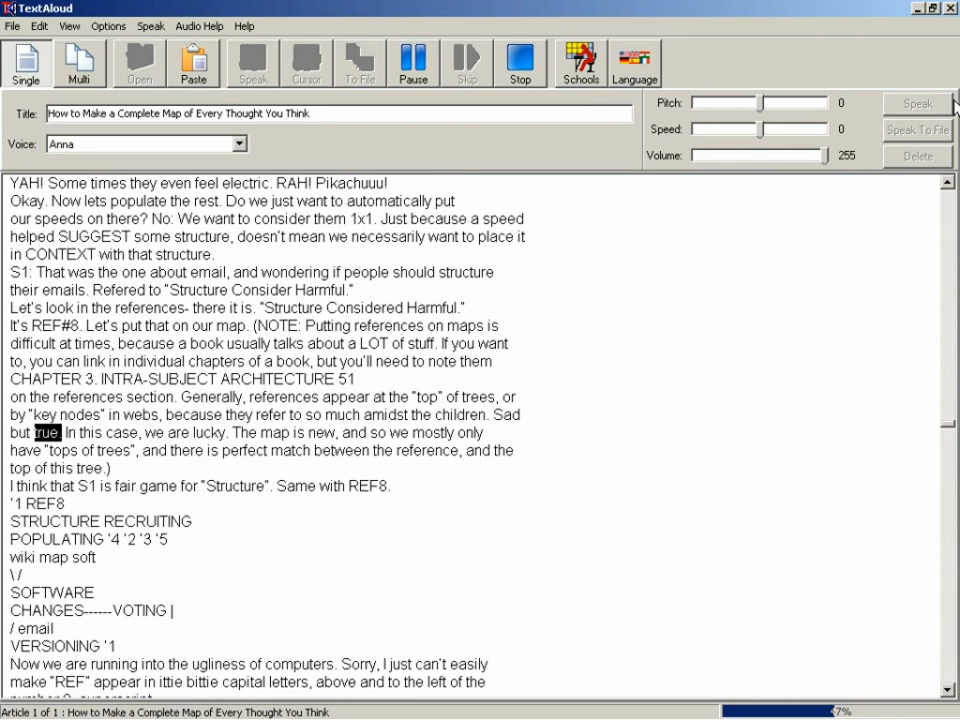 TextAloud
File Edit View Options Speak Audio Help Help
Single Multi Open Paste Speak Cursor To File Pause Skip Stop Schools Language
Title: How to Make a Complete Map of Every Thought You Think
Voice: Anna
Pitch: 0 Speak
Speed: 0 Speak To File
Volume: 255 Delete
YAH! Some times they even feel electric. RAH! Pikachuuu!
Okay. Now lets populate the rest. Do we just want to automatically put
our speeds on there? No: We want to consider them 1x1. Just because a speed
helped SUGGEST some structure, doesn't mean we necessarily want to place it
in CONTEXT with that structure.
S1: That was the one about email, and wondering if people should structure
their emails. Refered to "Structure Consider Harmful."
Let's look in the references- there it is. "Structure Considered Harmful."
It's REF#8. Let's put that on our map. (NOTE: Putting references on maps is
difficult at times, because a book usually talks about a LOT of stuff. If you want
to, you can link in individual chapters of a book, but you'll need to note them
CHAPTER 3. INTRA-SUBJECT ARCHITECTURE 51
on the references section. Generally, references appear at the "top" of trees, or
by "key nodes" in webs, because they refer to so much amidst the children. Sad
but true. In this case, we are lucky. The map is new, and so we mostly only
have "tops of trees", and there is perfect match between the reference, and the
top of this tree.)
I think that S1 is fair game for "Structure". Same with REF8.
'1 REF8
STRUCTURE RECRUITING
POPULATING '4 '2 '3 '5
wiki map soft
\ /
SOFTWARE
CHANGES------VOTING |
/ email
VERSIONING '1
Now we are running into the ugliness of computers. Sorry, I just can't easily
make "REF" appear in ittie bittie capital letters, above and to the left of the
Article 1 of 1 : How to Make a Complete Map of Every Thought You Think 47%